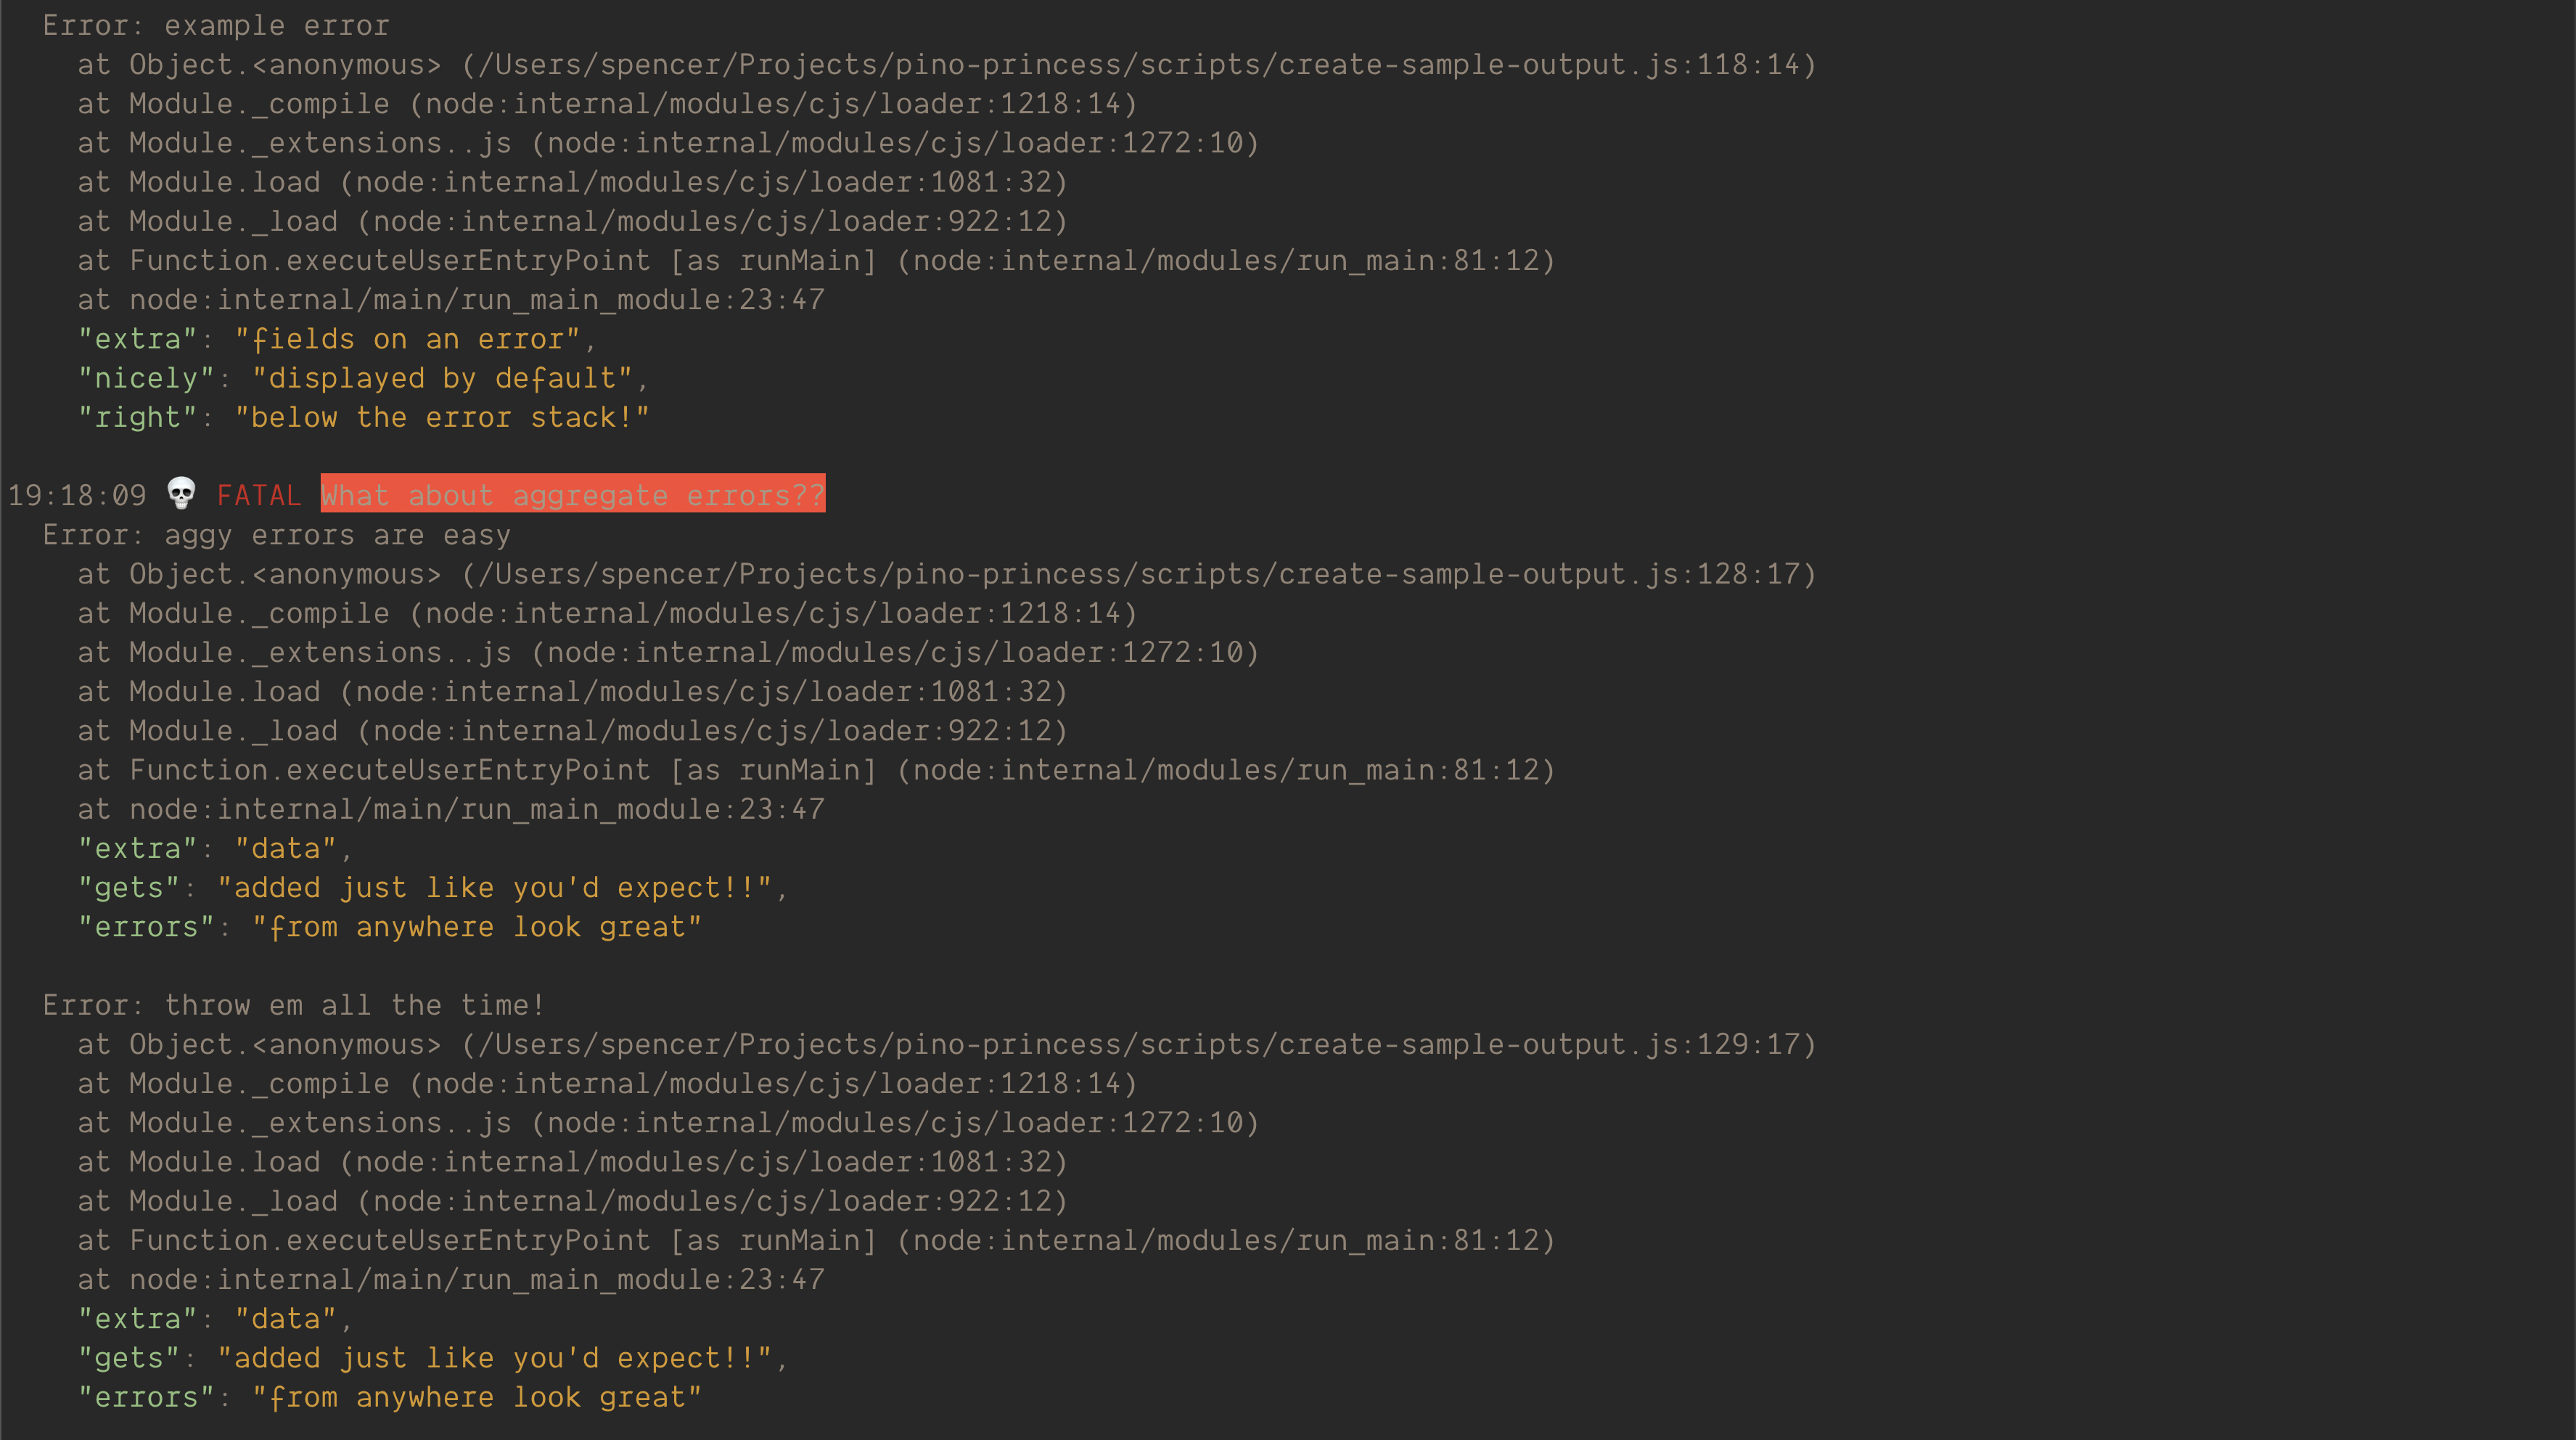 Error: example error
at Object.<anonymous> (/Users/spencer/Projects/pino-princess/scripts/create-sample-output.js:118:14)
at Module._compile (node:internal/modules/cjs/loader:1218:14)
at Module._extensions..js (node:internal/modules/cjs/loader:1272:10)
at Module.load (node:internal/modules/cjs/loader:1081:32)
at Module._load (node:internal/modules/cjs/loader:922:12)
at Function.executeUserEntryPoint [as runMain] (node:internal/modules/run_main:81:12)
at node:internal/main/run_main_module:23:47
"extra": "fields on an error",
"nicely": "displayed by default",
"right": "below the error stack!"
19:18:09 💀 FATAL What about aggregate errors??
Error: aggy errors are easy
at Object.<anonymous> (/Users/spencer/Projects/pino-princess/scripts/create-sample-output.js:128:17)
at Module._compile (node:internal/modules/cjs/loader:1218:14)
at Module._extensions..js (node:internal/modules/cjs/loader:1272:10)
at Module.load (node:internal/modules/cjs/loader:1081:32)
at Module._load (node:internal/modules/cjs/loader:922:12)
at Function.executeUserEntryPoint [as runMain] (node:internal/modules/run_main:81:12)
at node:internal/main/run_main_module:23:47
"extra": "data",
"gets": "added just like you'd expect!!",
"errors": "from anywhere look great"
Error: throw em all the time!
at Object.<anonymous> (/Users/spencer/Projects/pino-princess/scripts/create-sample-output.js:129:17)
at Module._compile (node:internal/modules/cjs/loader:1218:14)
at Module._extensions..js (node:internal/modules/cjs/loader:1272:10)
at Module.load (node:internal/modules/cjs/loader:1081:32)
at Module._load (node:internal/modules/cjs/loader:922:12)
at Function.executeUserEntryPoint [as runMain] (node:internal/modules/run_main:81:12)
at node:internal/main/run_main_module:23:47
"extra": "data",
"gets": "added just like you'd expect!!",
"errors": "from anywhere look great"